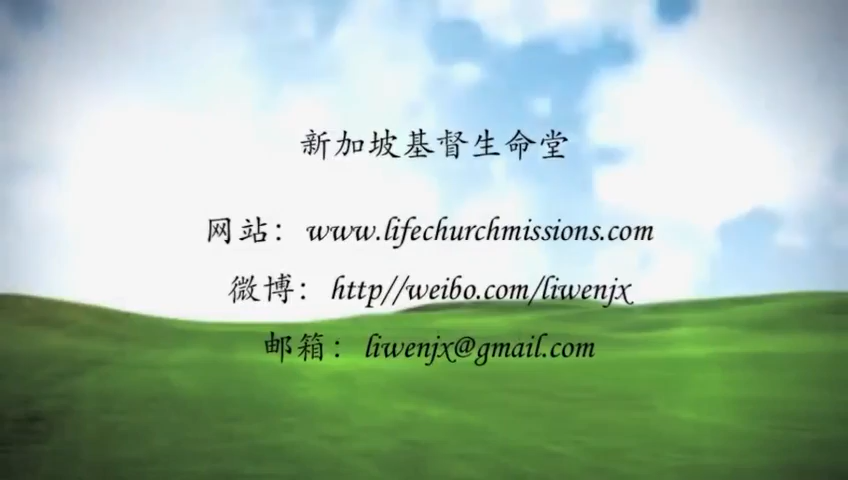 新加坡基督生命堂
网站：www.lifechurchmissions.com
微博：http//weibo.com/liwenjx
邮箱：liwenjx@gmail.com